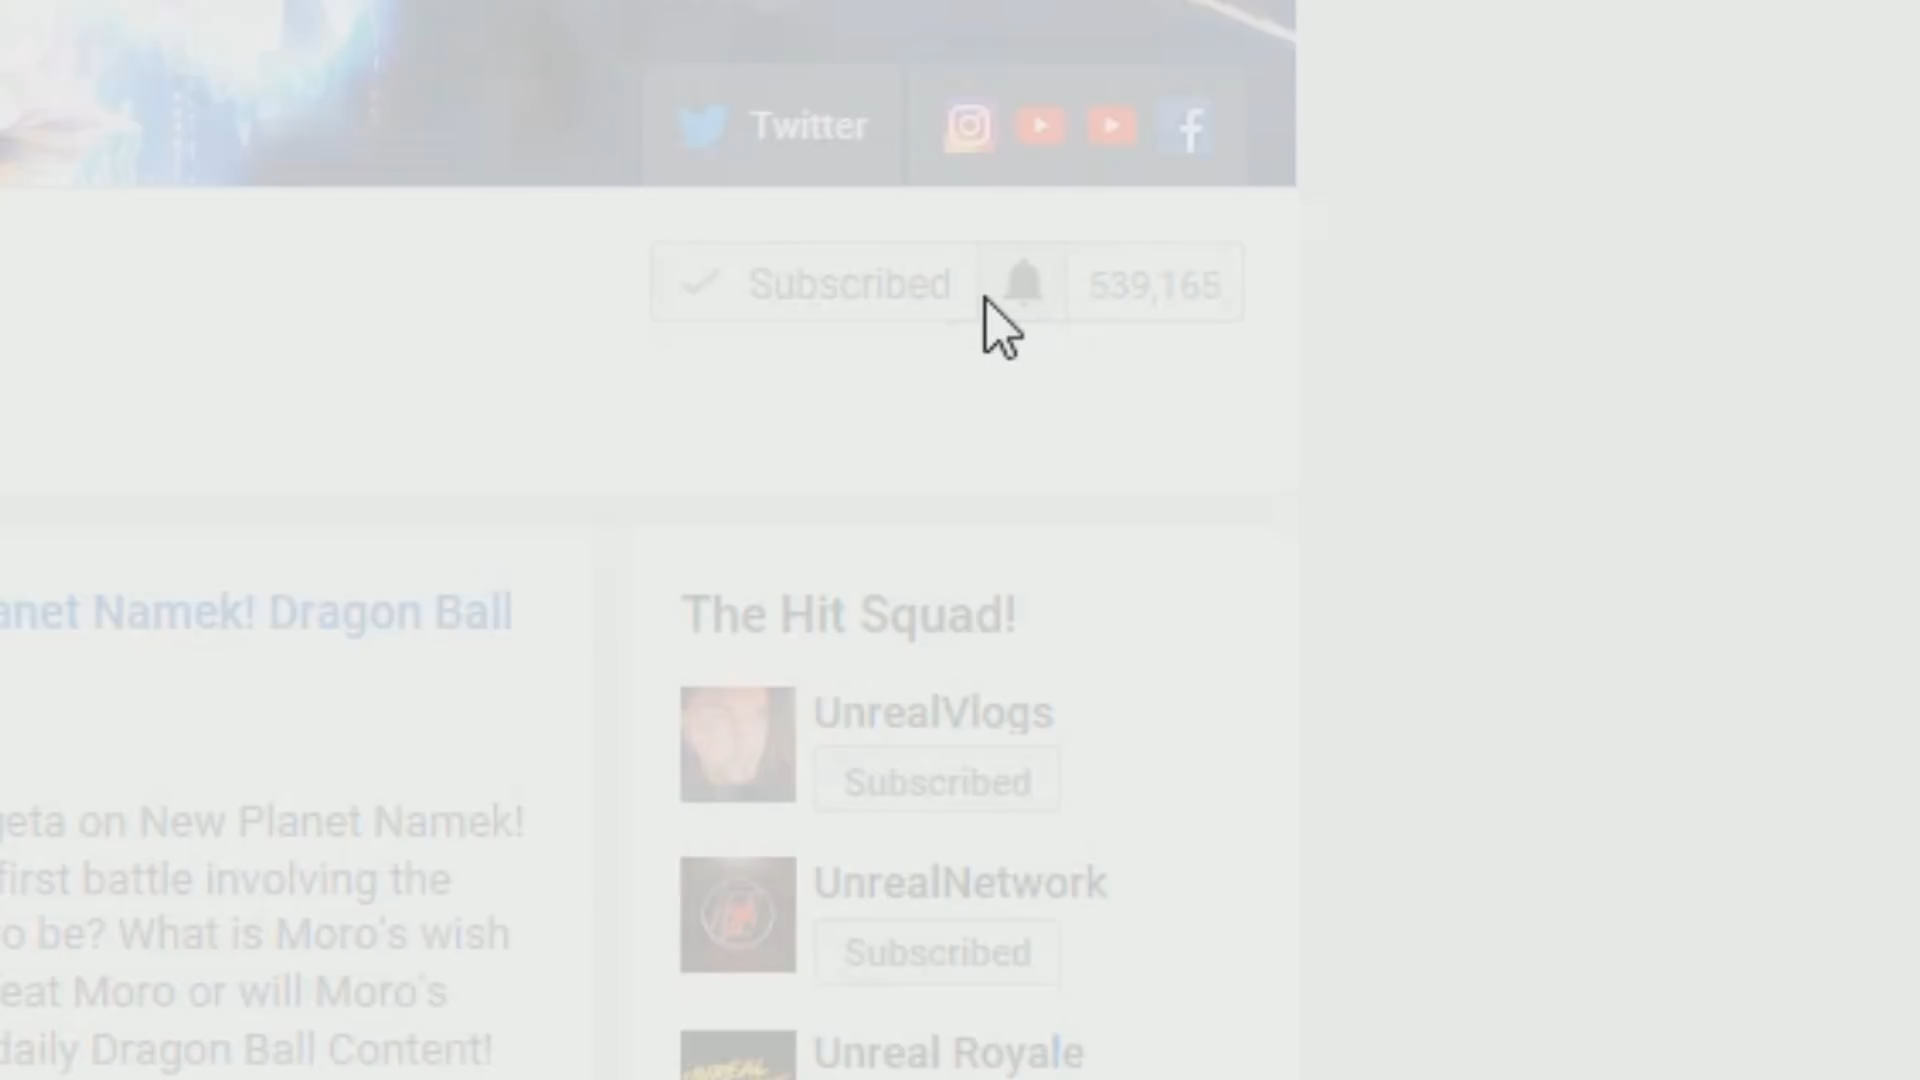 Twitter
Subscribed
539,165
anet Namek! Dragon Ball
geta on New Planet Namek!
first battle involving the
o be? What is Moro's wish
eat Moro or will Moro's
daily Dragon Ball Content!
The Hit Squad!
UnrealVlogs
Subscribed
UnrealNetwork
Subscribed
Unreal Royale
UNREAL